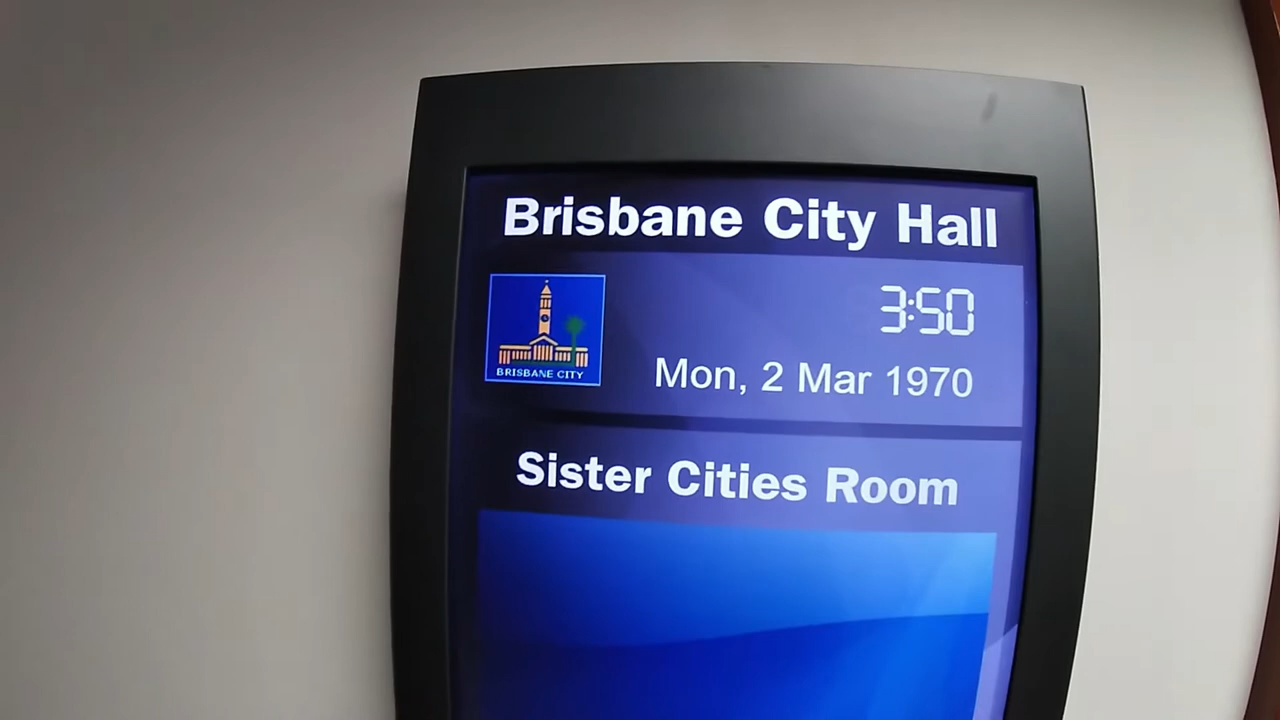 Brisbane City Hall
BRISBANE CITY
3:50
Mon, 2 Mar 1970
Sister Cities Room